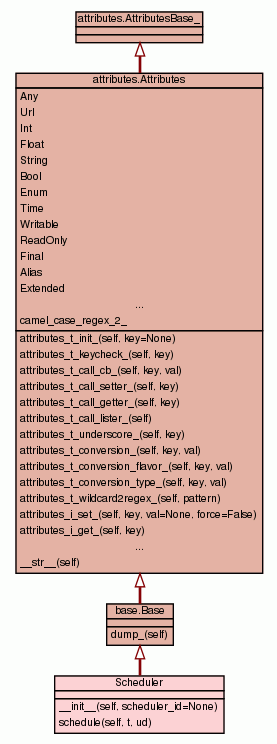 attributes.AttributesBase_
attributes.Attributes
Any
Url
Int
Float
String
Bool
Enum
Time
Writable
ReadOnly
Final
Alias
Extended
...
camel_case_regex_2_
attributes_t_init_(self, key=None)
attributes_t_keycheck_(self, key)
attributes_t_call_cb_(self, key, val)
attributes_t_call_setter_(self, key)
attributes_t_call_getter_(self, key)
attributes_t_call_lister_(self)
attributes_t_underscore_(self, key)
attributes_t_conversion_(self, key, val)
attributes_t_conversion_flavor_(self, key, val)
attributes_t_conversion_type_(self, key, val)
attributes_t_wildcard2regex_(self, pattern)
attributes_i_set_(self, key, val=None, force=False)
attributes_i_get_(self, key)
...
__str__(self)
base.Base
dump_(self)
Scheduler
__init__(self, scheduler_id=None)
schedule(self, t, ud)